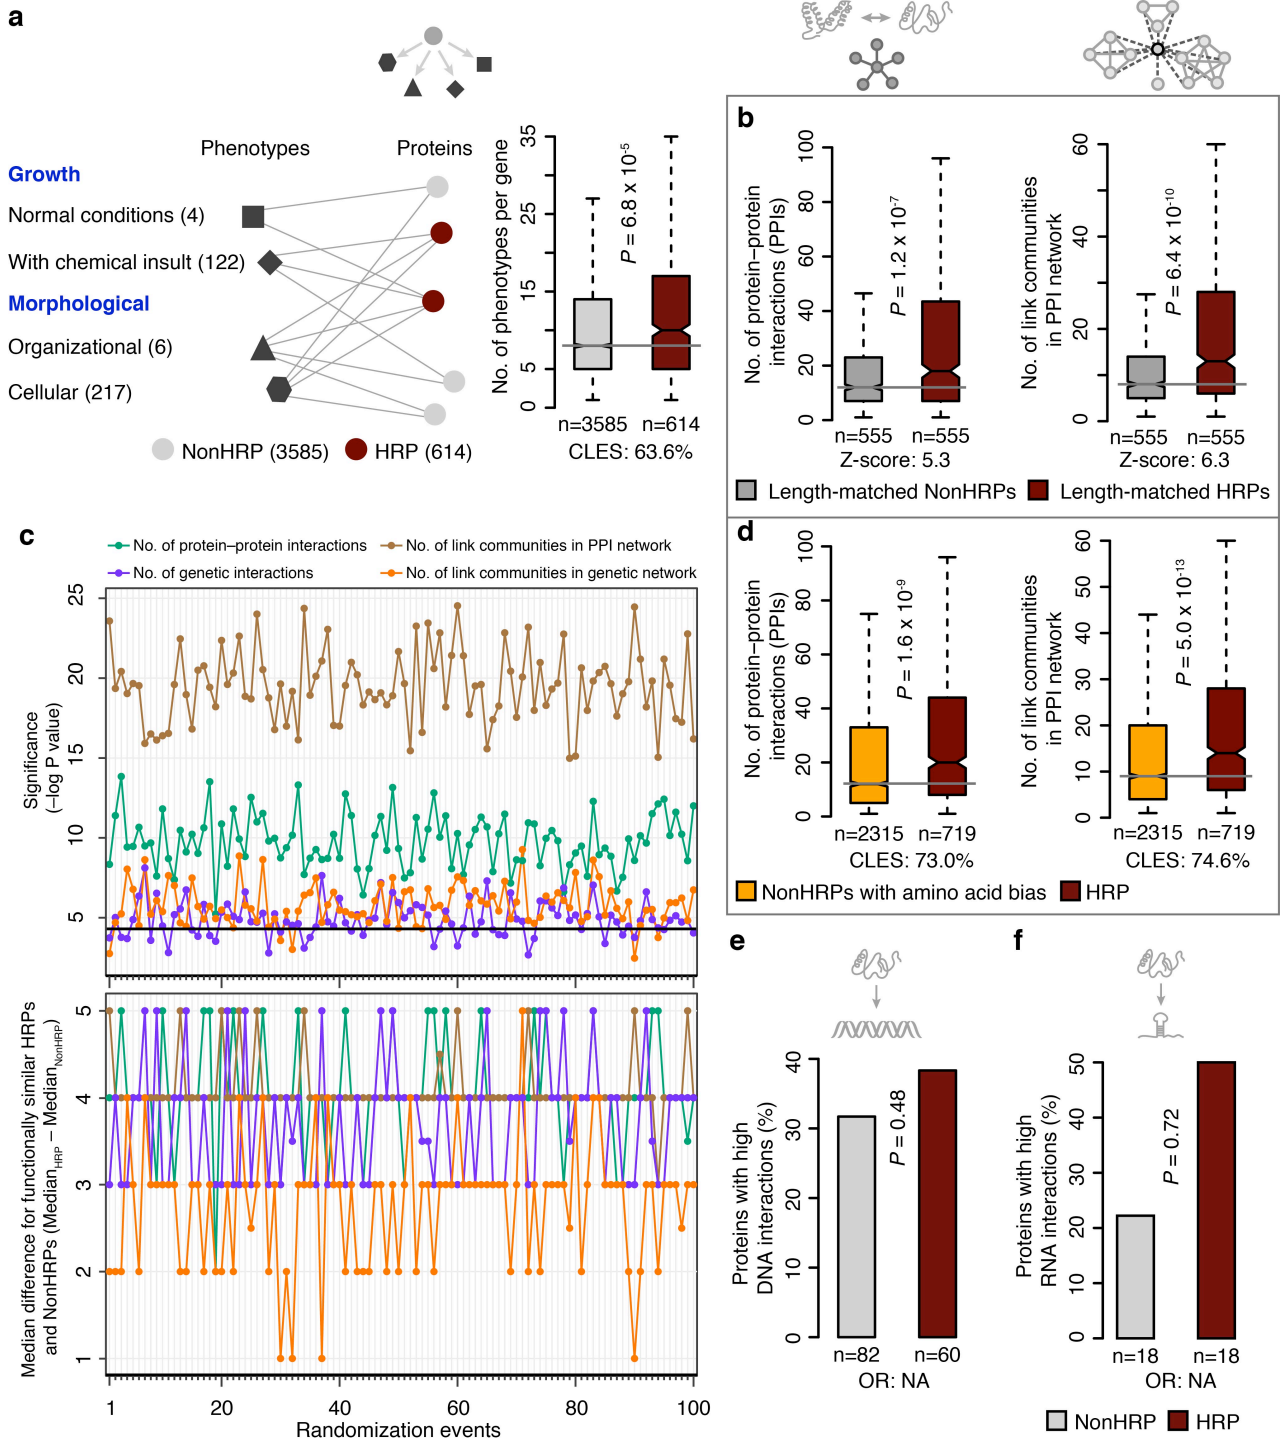 a
Phenotypes
Proteins
Growth
Normal conditions (4)
With chemical insult (122)
Morphological
Organizational (6)
Cellular (217)
NonHRP (3585)
HRP (614)
No. of phenotypes per gene
0
5
15
25
35
P = 6.8 x 10-5
n=3585
n=614
CLES: 63.6%
b
No. of protein–protein
interactions (PPIs)
0
20
40
60
80
100
P = 1.2 x 10-7
n=555
n=555
Z-score: 5.3
No. of link communities
in PPI network
0
20
40
60
P = 6.4 x 10-10
n=555
n=555
Z-score: 6.3
Length-matched NonHRPs
Length-matched HRPs
c
No. of protein–protein interactions
No. of link communities in PPI network
No. of genetic interactions
No. of link communities in genetic network
Significance
(–log P value)
5
10
15
20
25
Median difference for functionally similar HRPs
and NonHRPs (MedianHRP – MedianNonHRP)
1
2
3
4
5
1
20
40
60
80
100
Randomization events
d
No. of protein–protein
interactions (PPIs)
0
20
40
60
80
100
P = 1.6 x 10-9
n=2315
n=719
CLES: 73.0%
No. of link communities
in PPI network
0
10
20
30
40
50
60
P = 5.0 x 10-13
n=2315
n=719
CLES: 74.6%
NonHRPs with amino acid bias
HRP
e
Proteins with high
DNA interactions (%)
0
10
20
30
40
P = 0.48
n=82
n=60
OR: NA
f
Proteins with high
RNA interactions (%)
0
10
20
30
40
50
P = 0.72
n=18
n=18
OR: NA
NonHRP
HRP